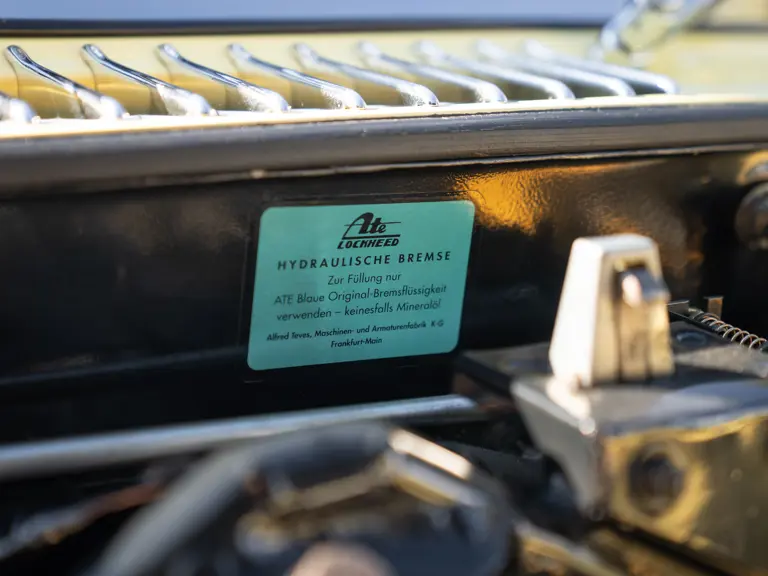 Ate
LOCKHEED
HYDRAULISCHE BREMSE
Zur Füllung nur
ATE Blaue Original-Bremsflüssigkeit
verwenden – keinesfalls Mineralöl
Alfred Teves, Maschinen- und Armaturenfabrik K-G
Frankfurt-Main